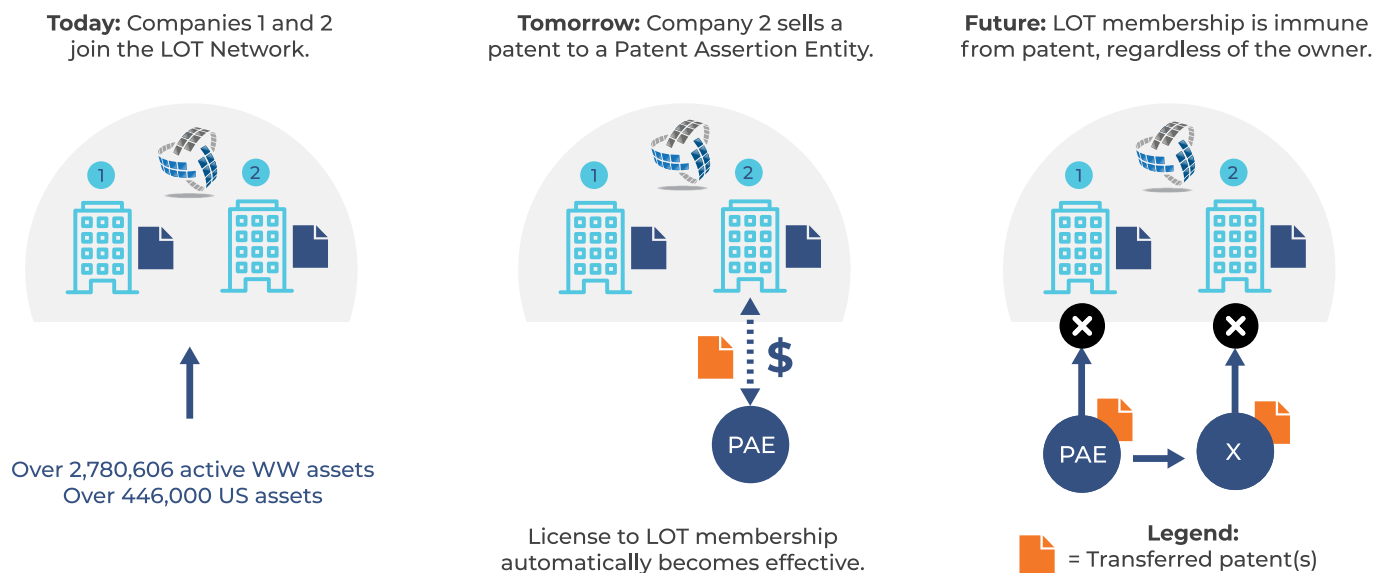 Today: Companies 1 and 2
join the LOT Network.
1
2
Over 2,780,606 active WW assets
Over 446,000 US assets
Tomorrow: Company 2 sells a
patent to a Patent Assertion Entity.
1
2
$
PAE
License to LOT membership
automatically becomes effective.
Future: LOT membership is immune
from patent, regardless of the owner.
1
2
PAE
X
Legend:
= Transferred patent(s)